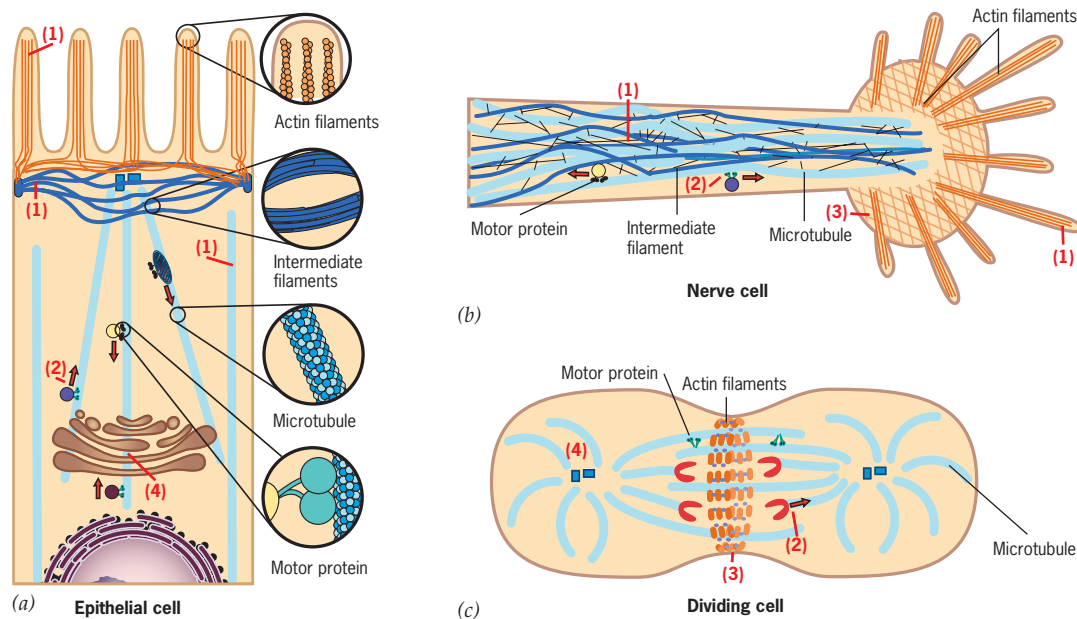 (1)
Actin filaments
(1)
Intermediate
filaments
(1)
(2)
Microtubule
(4)
Motor protein
(a)
Epithelial cell
Actin filaments
(1)
(2)
(3)
Motor protein
Intermediate
filament
Microtubule
(1)
Nerve cell
(b)
Motor protein
Actin filaments
(4)
(2)
Microtubule
(3)
(c)
Dividing cell